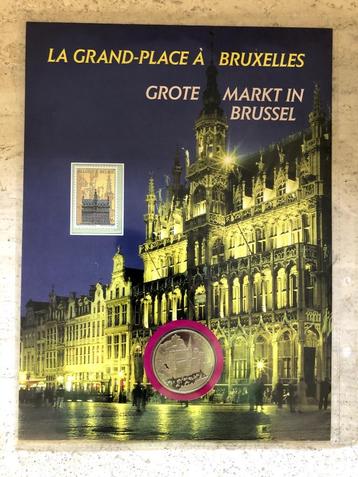 LA GRAND-PLACE À BRUXELLES
GROTE MARKT IN
BRUSSEL